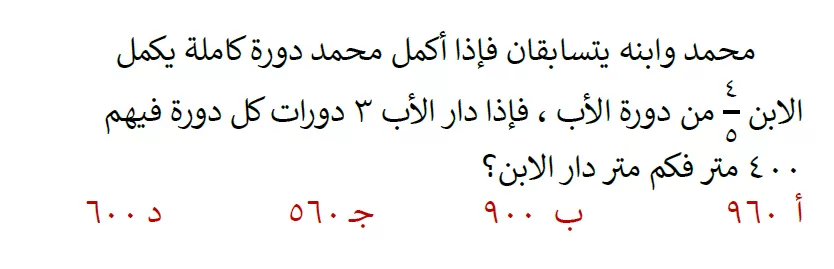 محمد وابنه يتسابقان فإذا أكمل محمد دورة كاملة يكمل
الابن ٤/٥ من دورة الأب ، فإذا دار الأب ٣ دورات كل دورة فيهم
٤٠٠ متر فكم متر دار الابن؟
أ ٩٦٠ ب ٩٠٠ جـ ٥٦٠ د ٦٠٠